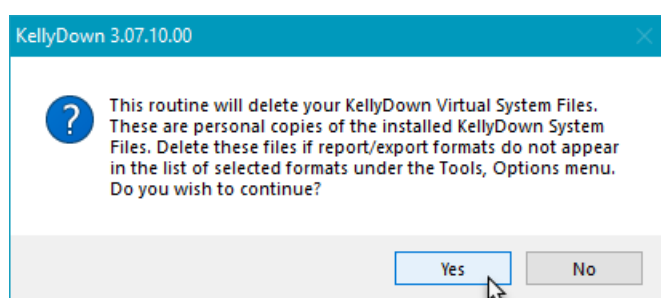 KellyDown 3.07.10.00
This routine will delete your KellyDown Virtual System Files.
These are personal copies of the installed KellyDown System
Files. Delete these files if report/export formats do not appear
in the list of selected formats under the Tools, Options menu.
Do you wish to continue?
Yes
No